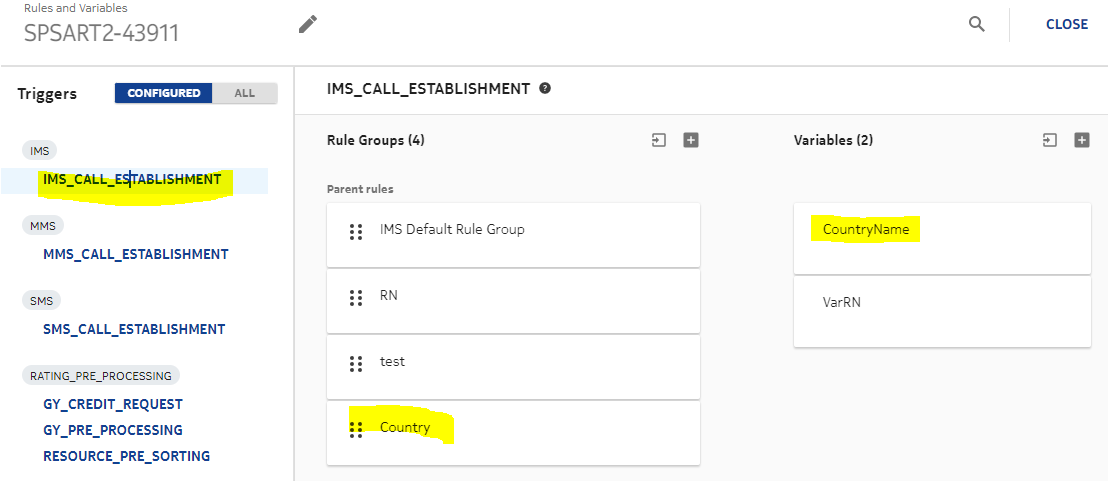 Rules and Variables
SPSART2-43911
CLOSE
Triggers
CONFIGURED
ALL
IMS
IMS_CALL_ESTABLISHMENT
MMS
MMS_CALL_ESTABLISHMENT
SMS
SMS_CALL_ESTABLISHMENT
RATING_PRE_PROCESSING
GY_CREDIT_REQUEST
GY_PRE_PROCESSING
RESOURCE_PRE_SORTING
IMS_CALL_ESTABLISHMENT ?
Rule Groups (4)
Parent rules
IMS Default Rule Group
RN
test
Country
Variables (2)
CountryName
VarRN